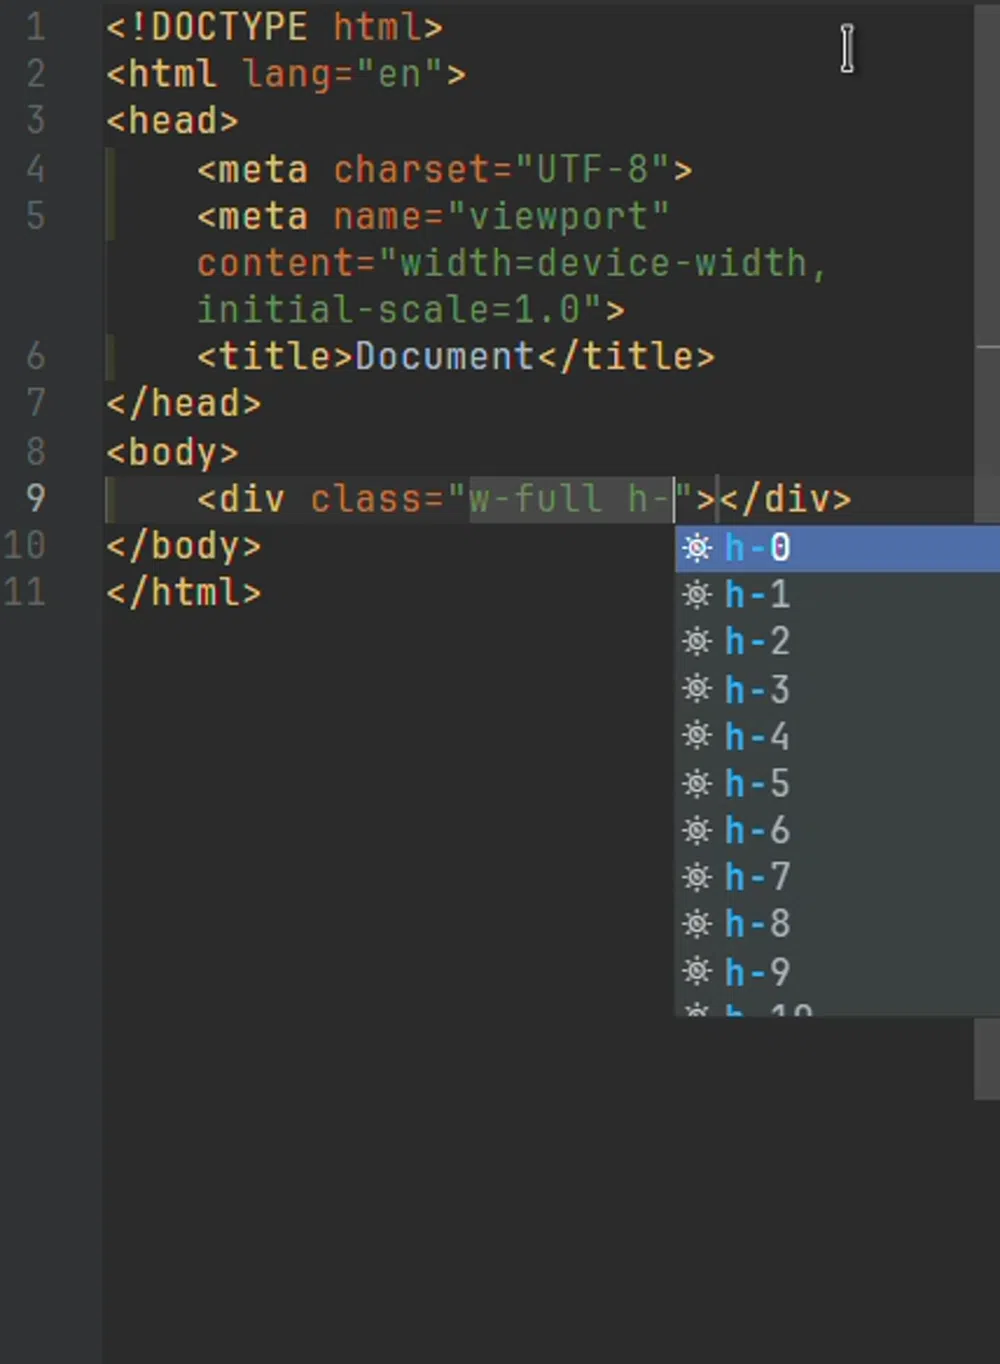 1 <!DOCTYPE html>
2 <html lang="en">
3 <head>
4 <meta charset="UTF-8">
5 <meta name="viewport"
content="width=device-width,
initial-scale=1.0">
6 <title>Document</title>
7 </head>
8 <body>
9 <div class="w-full h-"></div>
10 </body>
11 </html>
h-0
h-1
h-2
h-3
h-4
h-5
h-6
h-7
h-8
h-9
h-10